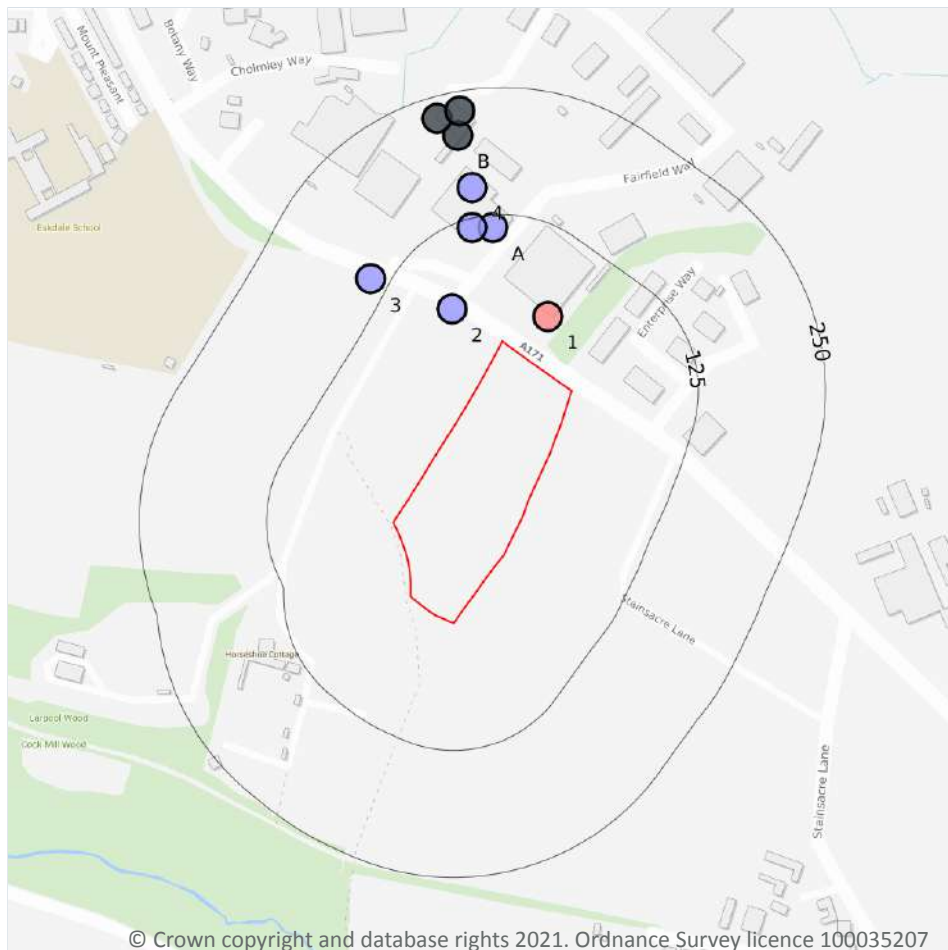 Mount Pleasant
Botany Way
Cholmley Way
B
Fairfield Way
Eskdale School
4
A
3
2
1
Enterprise Way
A171
250
125
Stainsacre Lane
Horseshoe Cottage
Larpool Wood
Cock Mill Wood
Stainsacre Lane
© Crown copyright and database rights 2021. Ordnance Survey licence 100035207